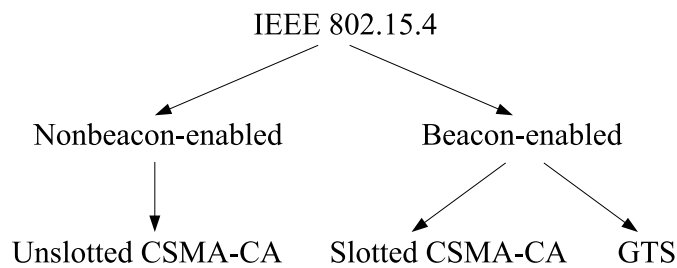 IEEE 802.15.4
Nonbeacon-enabled
Beacon-enabled
Unslotted CSMA-CA
Slotted CSMA-CA
GTS